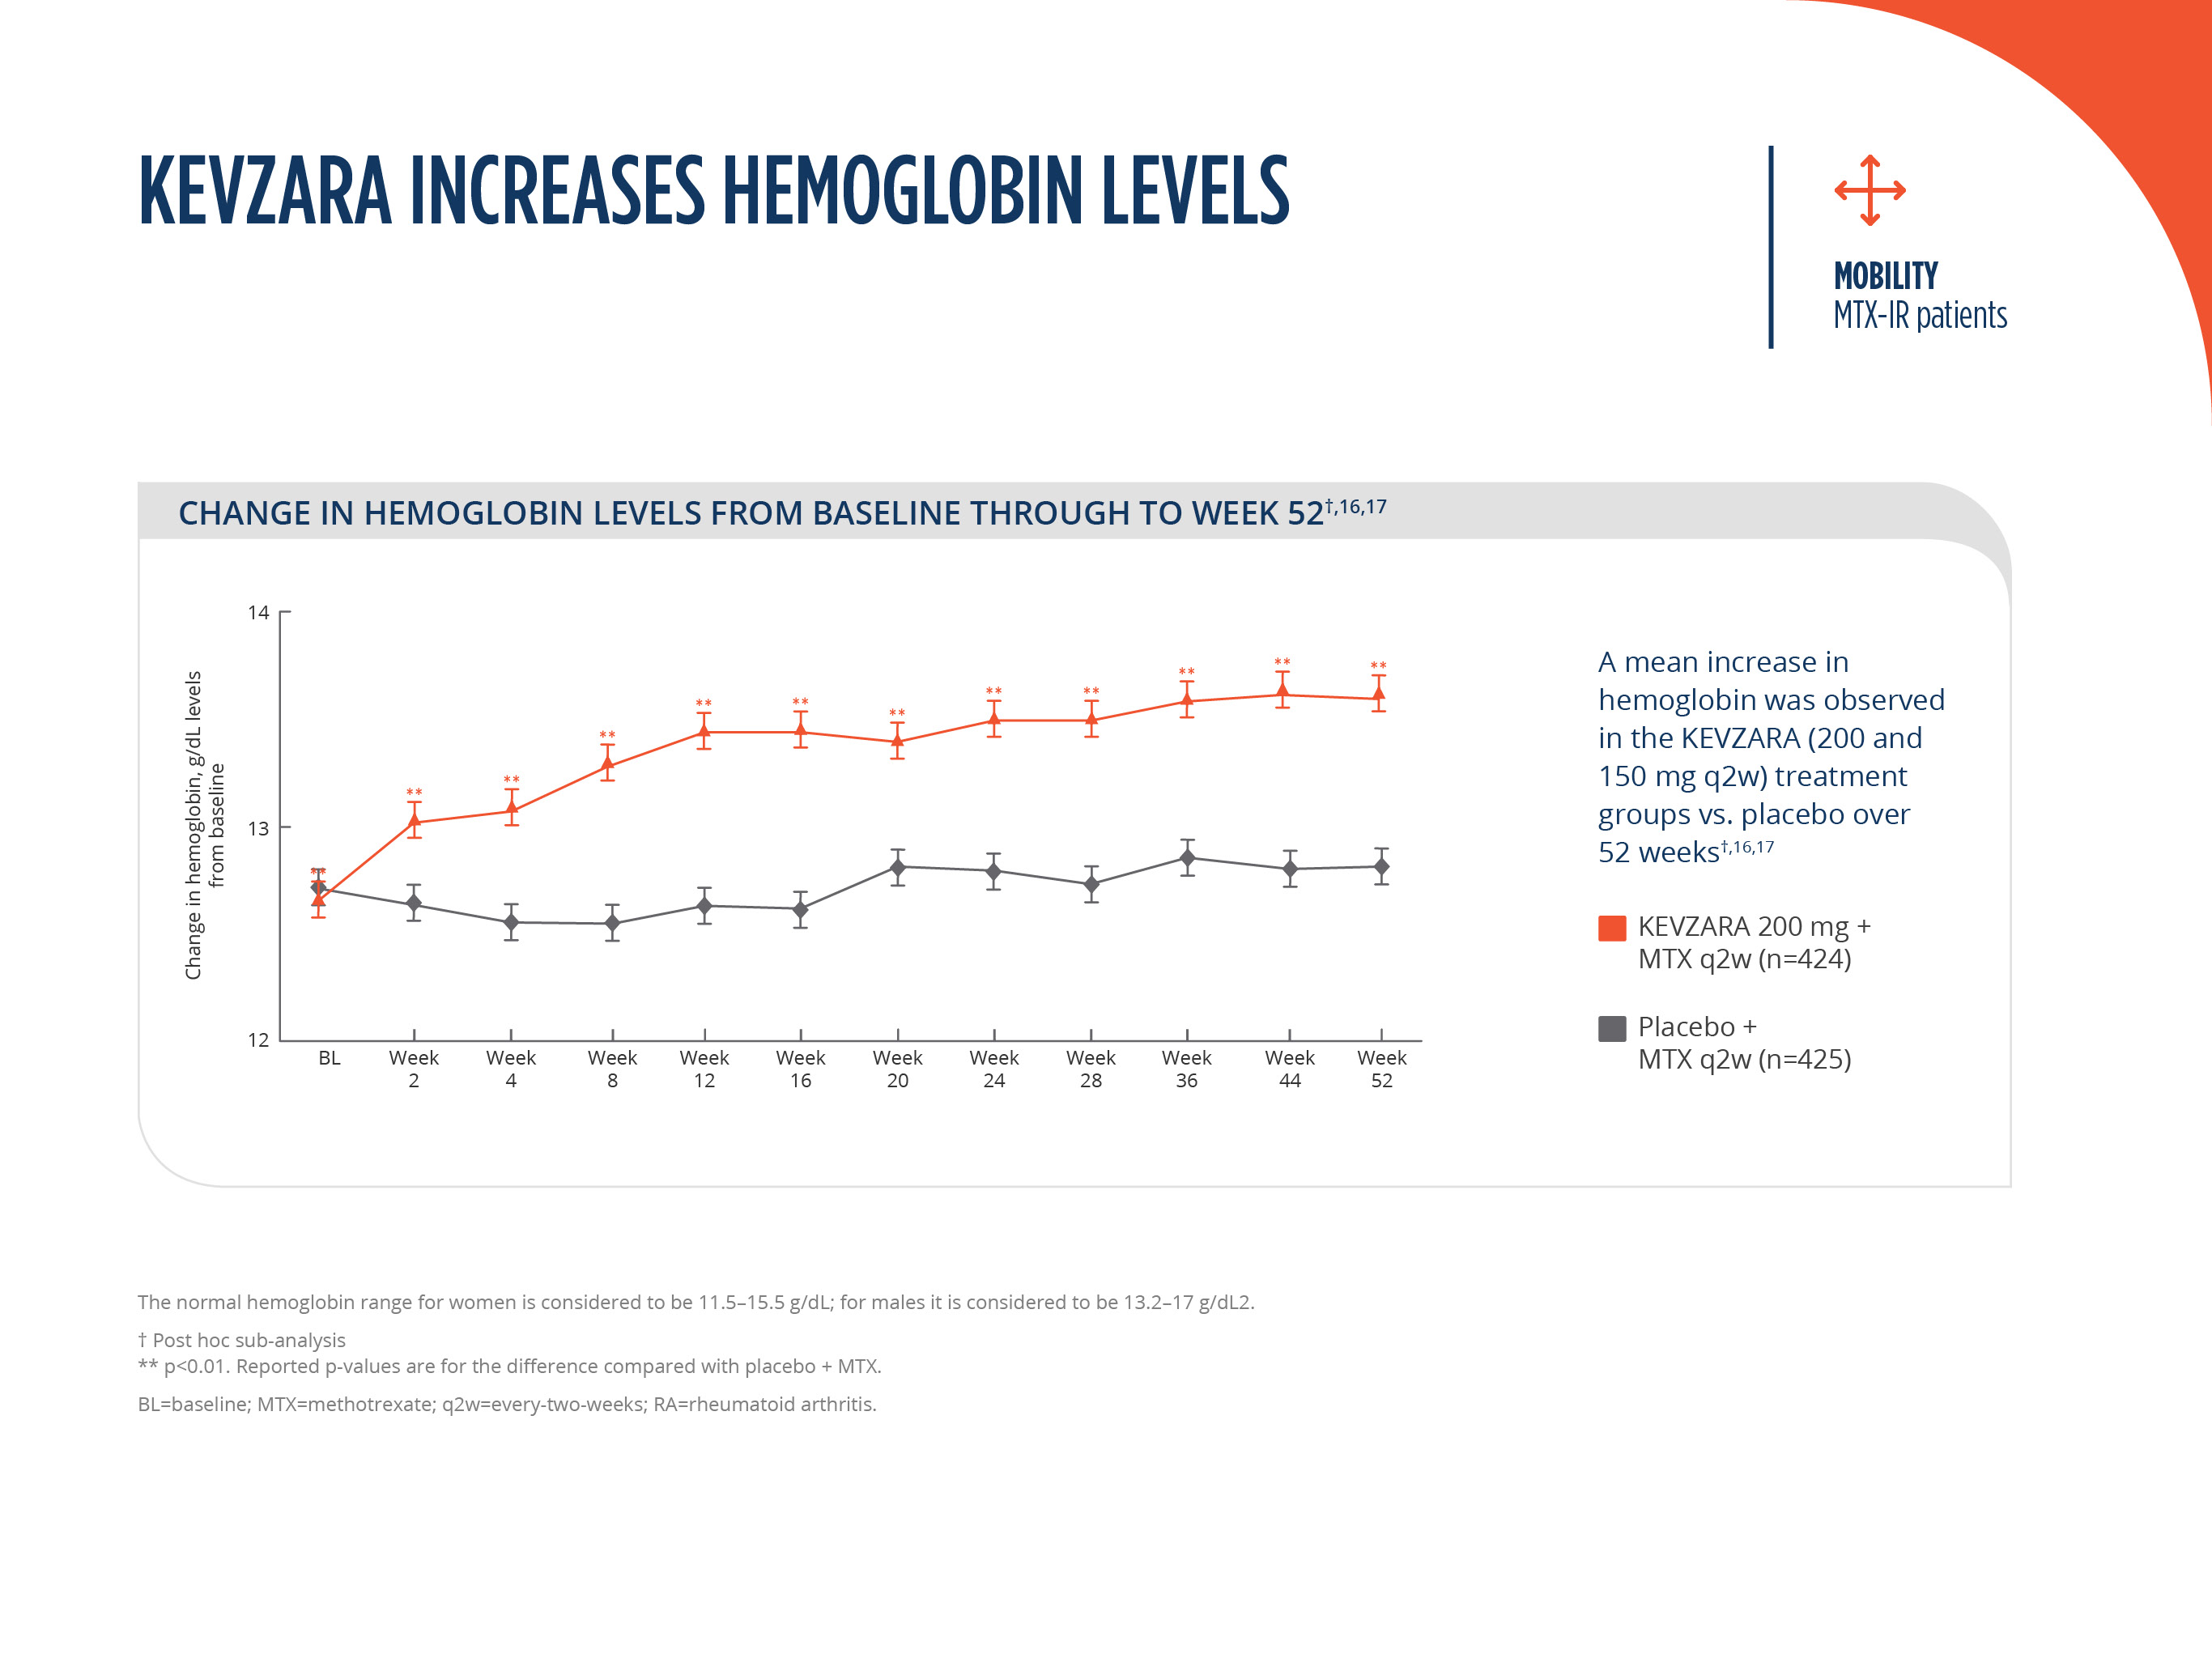 KEVZARA INCREASES HEMOGLOBIN LEVELS
MOBILITY
MTX-IR patients
CHANGE IN HEMOGLOBIN LEVELS FROM BASELINE THROUGH TO WEEK 52†,16,17
Change in hemoglobin, g/dL levels
from baseline
14
13
12
**
**
**
**
**
**
**
**
**
**
**
**
BL
Week 2
Week 4
Week 8
Week 12
Week 16
Week 20
Week 24
Week 28
Week 36
Week 44
Week 52
A mean increase in
hemoglobin was observed
in the KEVZARA (200 and
150 mg q2w) treatment
groups vs. placebo over
52 weeks†,16,17
KEVZARA 200 mg +
MTX q2w (n=424)
Placebo +
MTX q2w (n=425)
The normal hemoglobin range for women is considered to be 11.5–15.5 g/dL; for males it is considered to be 13.2–17 g/dL2.
† Post hoc sub-analysis
** p<0.01. Reported p-values are for the difference compared with placebo + MTX.
BL=baseline; MTX=methotrexate; q2w=every-two-weeks; RA=rheumatoid arthritis.